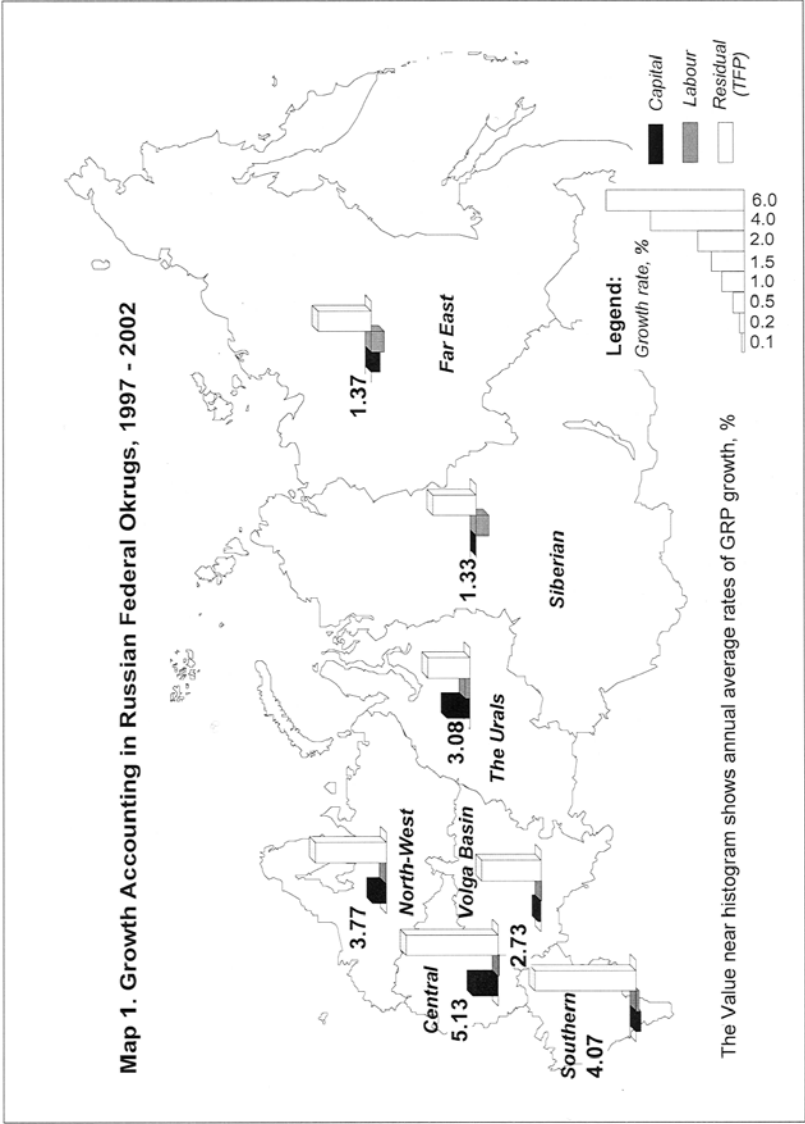 Map 1. Growth Accounting in Russian Federal Okrugs, 1997 - 2002
3.77
North-West
Central
5.13
Volga Basin
2.73
Southern
4.07
3.08
The Urals
1.33
Siberian
1.37
Far East
Legend:
Growth rate, %
0.1 0.2 0.5 1.0 1.5 2.0 4.0 6.0
Capital
Labour
Residual
(TFP)
The Value near histogram shows annual average rates of GRP growth, %